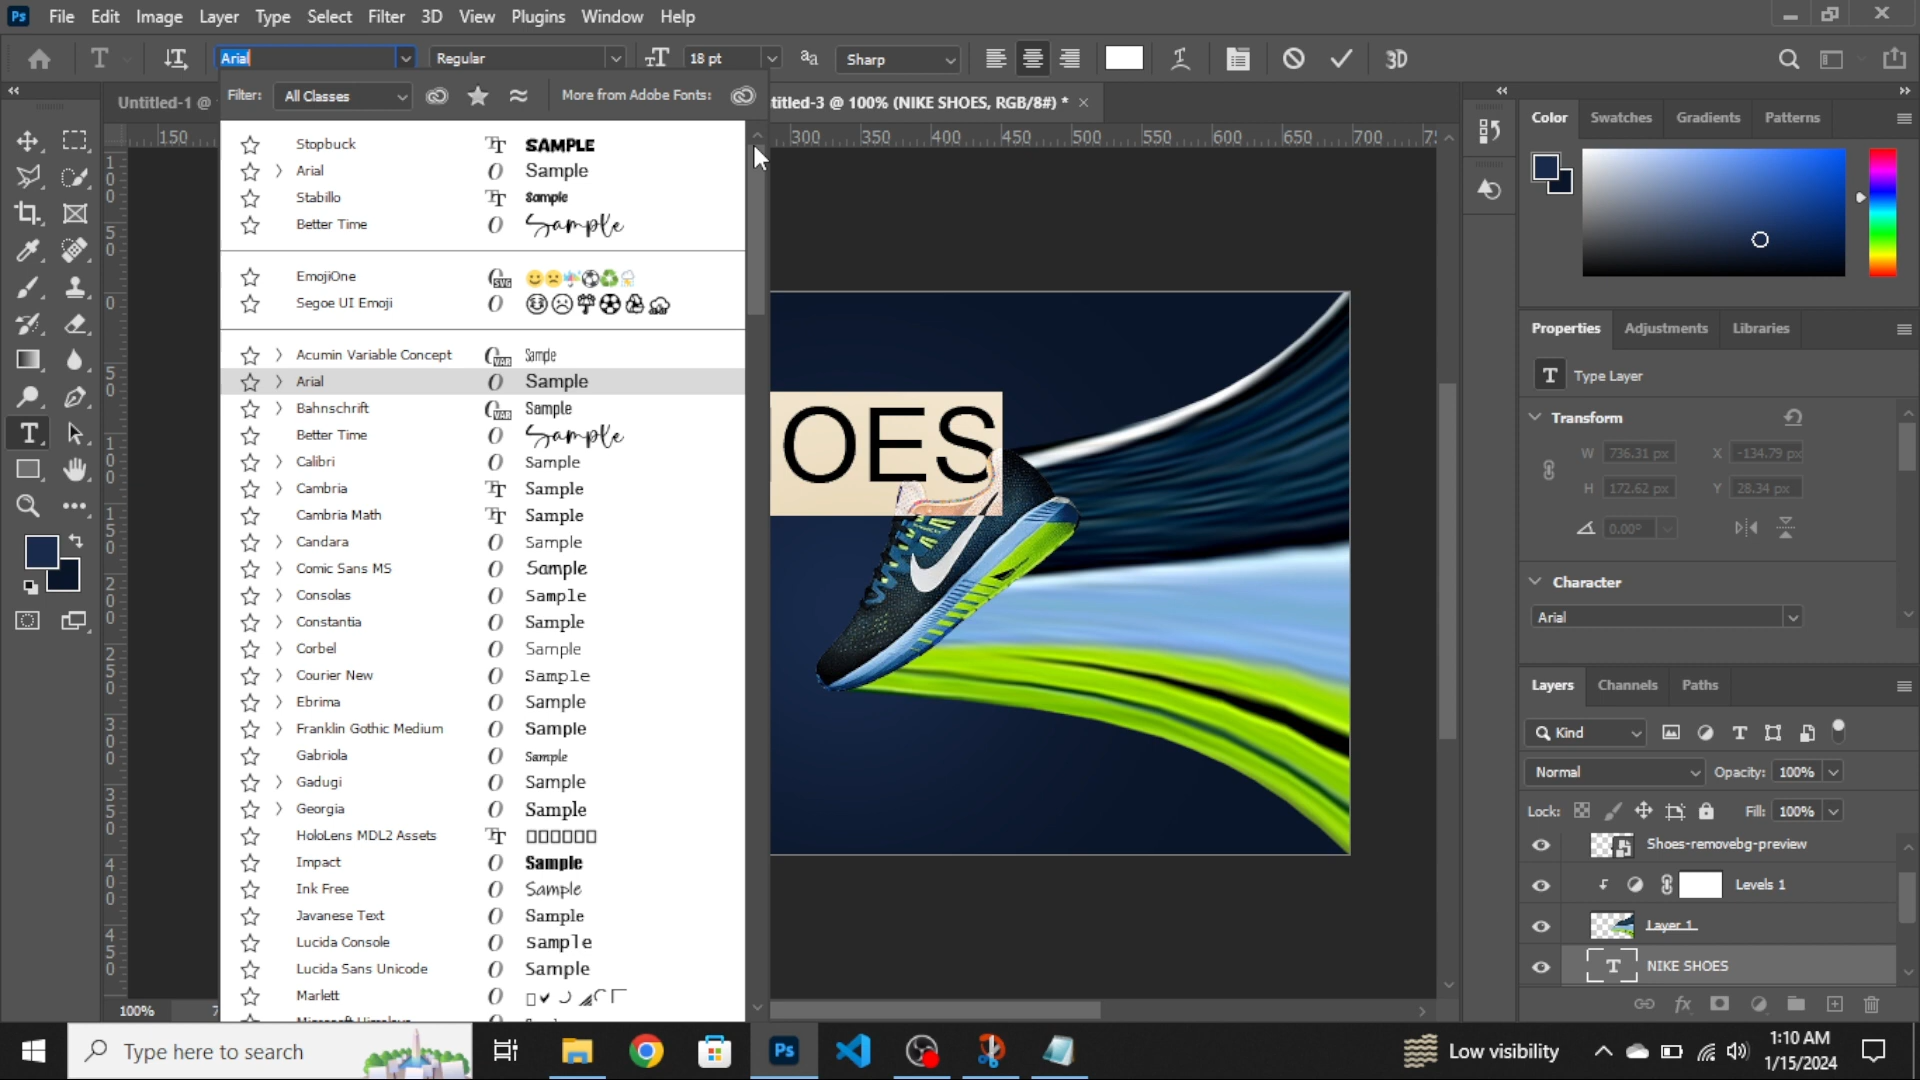 Ps File Edit Image Layer Type Select Filter 3D View Plugins Window Help
Arial Regular 18 pt Sharp 3D
Untitled-1 @
titled-3 @ 100% (NIKE SHOES, RGB/8#) * ×
Filter: All Classes More from Adobe Fonts:
150 300 350 400 450 500 550 600 650 700
Stopbuck SAMPLE
Arial Sample
Stabillo Sample
Better Time Sample
EmojiOne
Segoe UI Emoji
Acumin Variable Concept Sample
Arial Sample
Bahnschrift Sample
Better Time Sample
Calibri Sample
Cambria Sample
Cambria Math Sample
Candara Sample
Comic Sans MS Sample
Consolas Sample
Constantia Sample
Corbel Sample
Courier New Sample
Ebrima Sample
Franklin Gothic Medium Sample
Gabriola Sample
Gadugi Sample
Georgia Sample
HoloLens MDL2 Assets
Impact Sample
Ink Free Sample
Javanese Text Sample
Lucida Console Sample
Lucida Sans Unicode Sample
Marlett
OES
Color Swatches Gradients Patterns
Properties Adjustments Libraries
T Type Layer
Transform
W 736.31 px X -134.79 px
H 172.62 px Y 28.34 px
0.00°
Character
Arial
Layers Channels Paths
Kind
Normal Opacity: 100%
Lock: Fill: 100%
Shoes-removebg-preview
Levels 1
Layer 1
T NIKE SHOES
100%
Type here to search
Ps
Low visibility
1:10 AM
1/15/2024